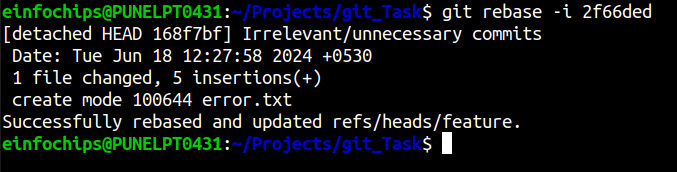 einfochips@PUNELPT0431:~/Projects/git_Task$ git rebase -i 2f66ded
[detached HEAD 168f7bf] Irrelevant/unnecessary commits
 Date: Tue Jun 18 12:27:58 2024 +0530
 1 file changed, 5 insertions(+)
 create mode 100644 error.txt
Successfully rebased and updated refs/heads/feature.
einfochips@PUNELPT0431:~/Projects/git_Task$